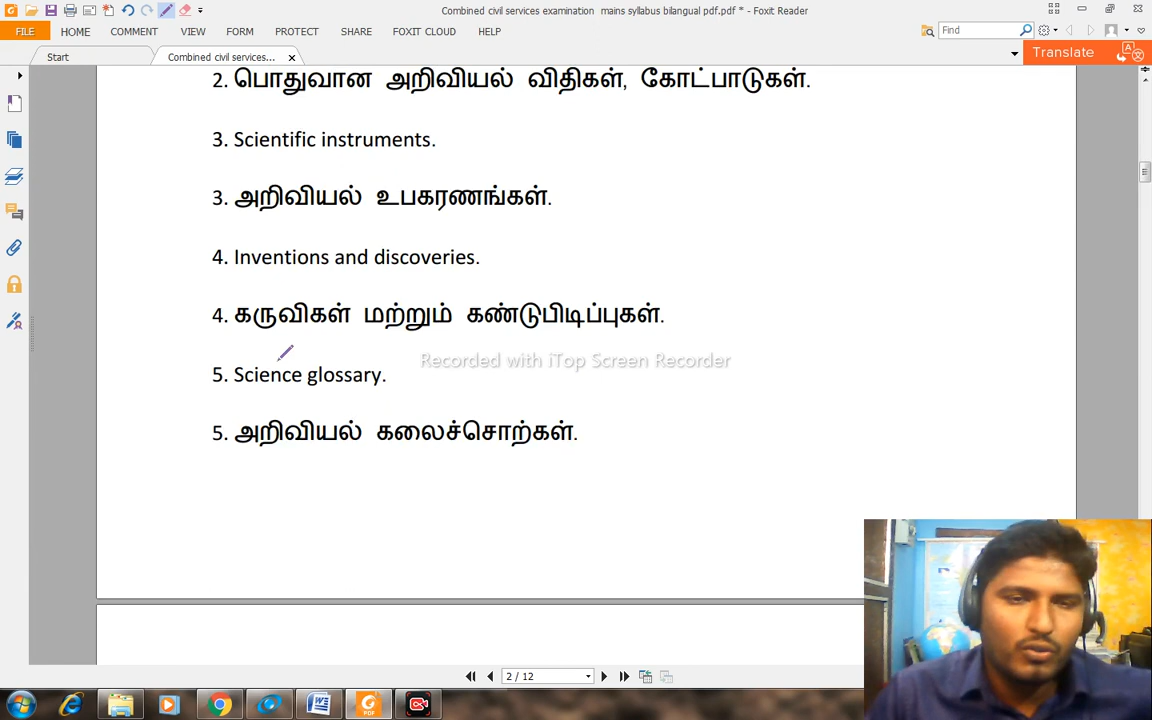 Combined civil services examination mains syllabus bilangual pdf.pdf * - Foxit Reader
FILE HOME COMMENT VIEW FORM PROTECT SHARE FOXIT CLOUD HELP
Find
Start Combined civil services...
Translate
2. பொதுவான அறிவியல் விதிகள், கோட்பாடுகள்.
3. Scientific instruments.
3. அறிவியல் உபகரணங்கள்.
4. Inventions and discoveries.
4. கருவிகள் மற்றும் கண்டுபிடிப்புகள்.
Recorded with iTop Screen Recorder
5. Science glossary.
5. அறிவியல் கலைச்சொற்கள்.
2 / 12